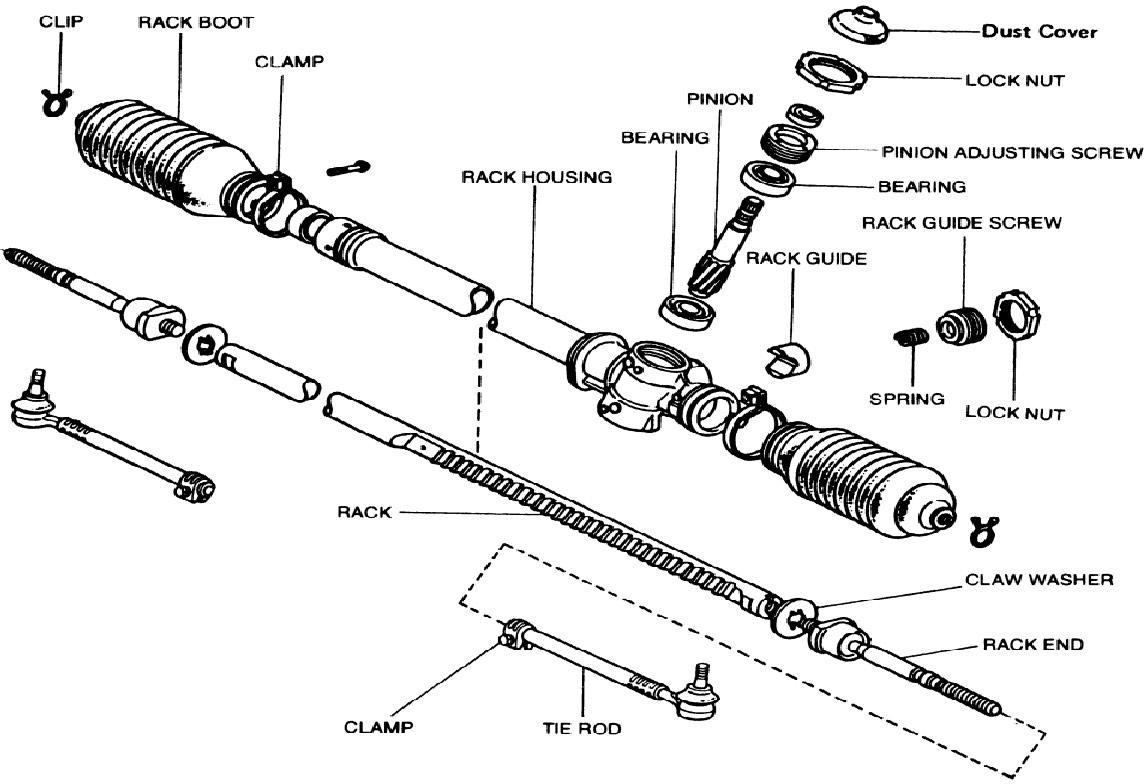 CLIP
RACK BOOT
CLAMP
Dust Cover
LOCK NUT
PINION
BEARING
PINION ADJUSTING SCREW
RACK HOUSING
BEARING
RACK GUIDE SCREW
RACK GUIDE
SPRING
LOCK NUT
RACK
CLAW WASHER
RACK END
CLAMP
TIE ROD